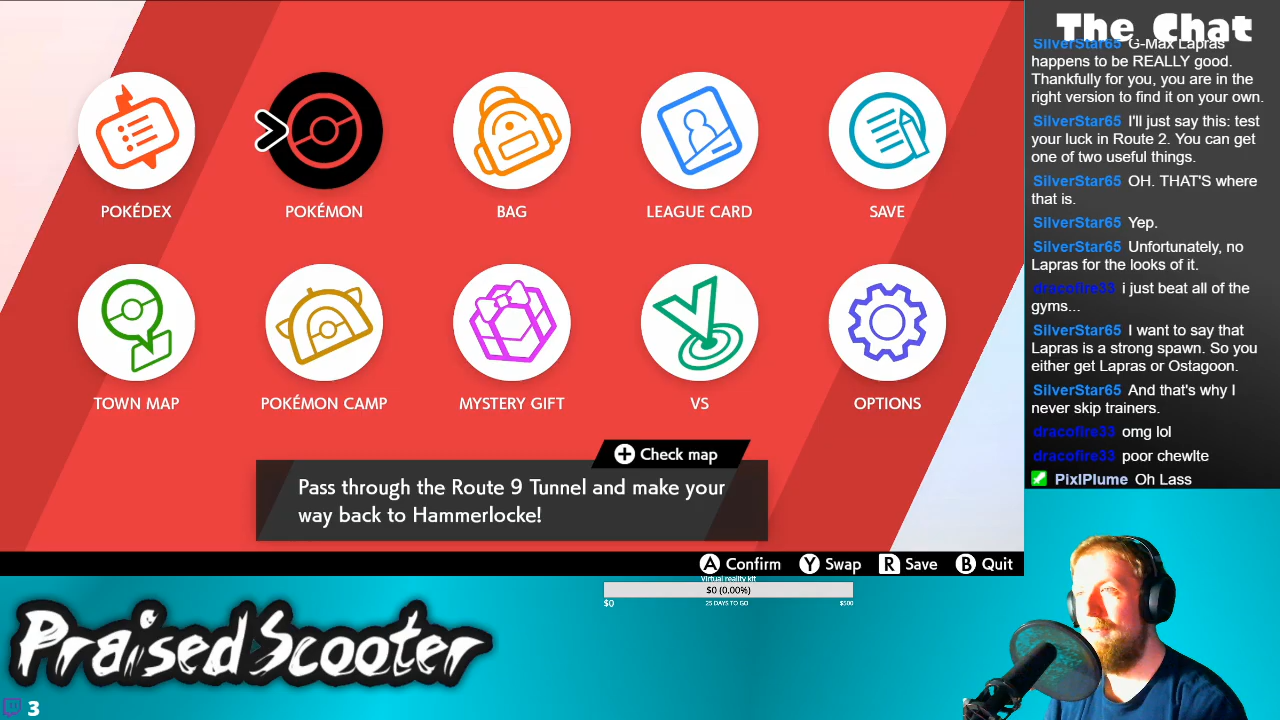 POKÉDEX
POKÉMON
BAG
LEAGUE CARD
SAVE
TOWN MAP
POKÉMON CAMP
MYSTERY GIFT
VS
OPTIONS
Check map
Pass through the Route 9 Tunnel and make your
way back to Hammerlocke!
A Confirm
Y Swap
R Save
B Quit
The Chat
SilverStar65 G-Max Lapras
happens to be REALLY good.
Thankfully for you, you are in the
right version to find it on your own.
SilverStar65 I'll just say this: test
your luck in Route 2. You can get
one of two useful things.
SilverStar65 OH. THAT'S where
that is.
SilverStar65 Yep.
SilverStar65 Unfortunately, no
Lapras for the looks of it.
dracofire33 i just beat all of the
gyms...
SilverStar65 I want to say that
Lapras is a strong spawn. So you
either get Lapras or Ostagoon.
SilverStar65 And that's why I
never skip trainers.
dracofire33 omg lol
dracofire33 poor chewlte
PixlPlume Oh Lass
Virtual reality kit
$0 (0.00%)
$0
25 DAYS TO GO
$500
Praised Scooter
3